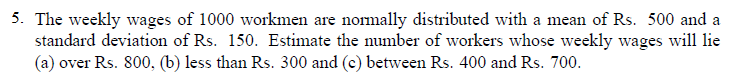 5. The weekly wages of 1000 workmen are normally distributed with a mean of Rs. 500 and a
standard deviation of Rs. 150. Estimate the number of workers whose weekly wages will lie
(a) over Rs. 800, (b) less than Rs. 300 and (c) between Rs. 400 and Rs. 700.